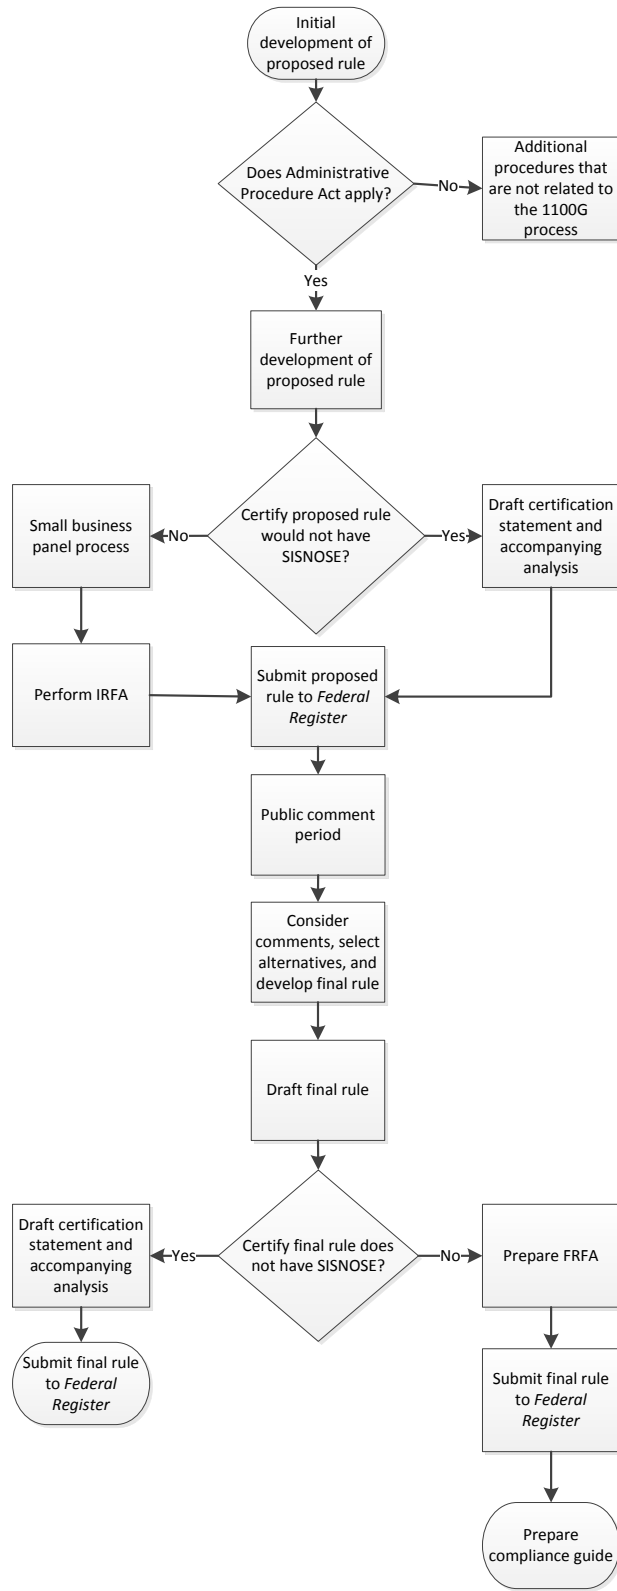 Initial
development of
proposed rule
Does Administrative
Procedure Act apply?
No
Additional
procedures that
are not related to
the 1100G
process
Yes
Further
development of
proposed rule
Small business
panel process
No
Certify proposed rule
would not have
SISNOSE?
Yes
Draft certification
statement and
accompanying
analysis
Perform IRFA
Submit proposed
rule to Federal
Register
Public comment
period
Consider
comments, select
alternatives, and
develop final rule
Draft final rule
Draft certification
statement and
accompanying
analysis
Yes
Certify final rule does
not have SISNOSE?
No
Prepare FRFA
Submit final rule
to Federal
Register
Submit final rule
to Federal
Register
Prepare
compliance guide